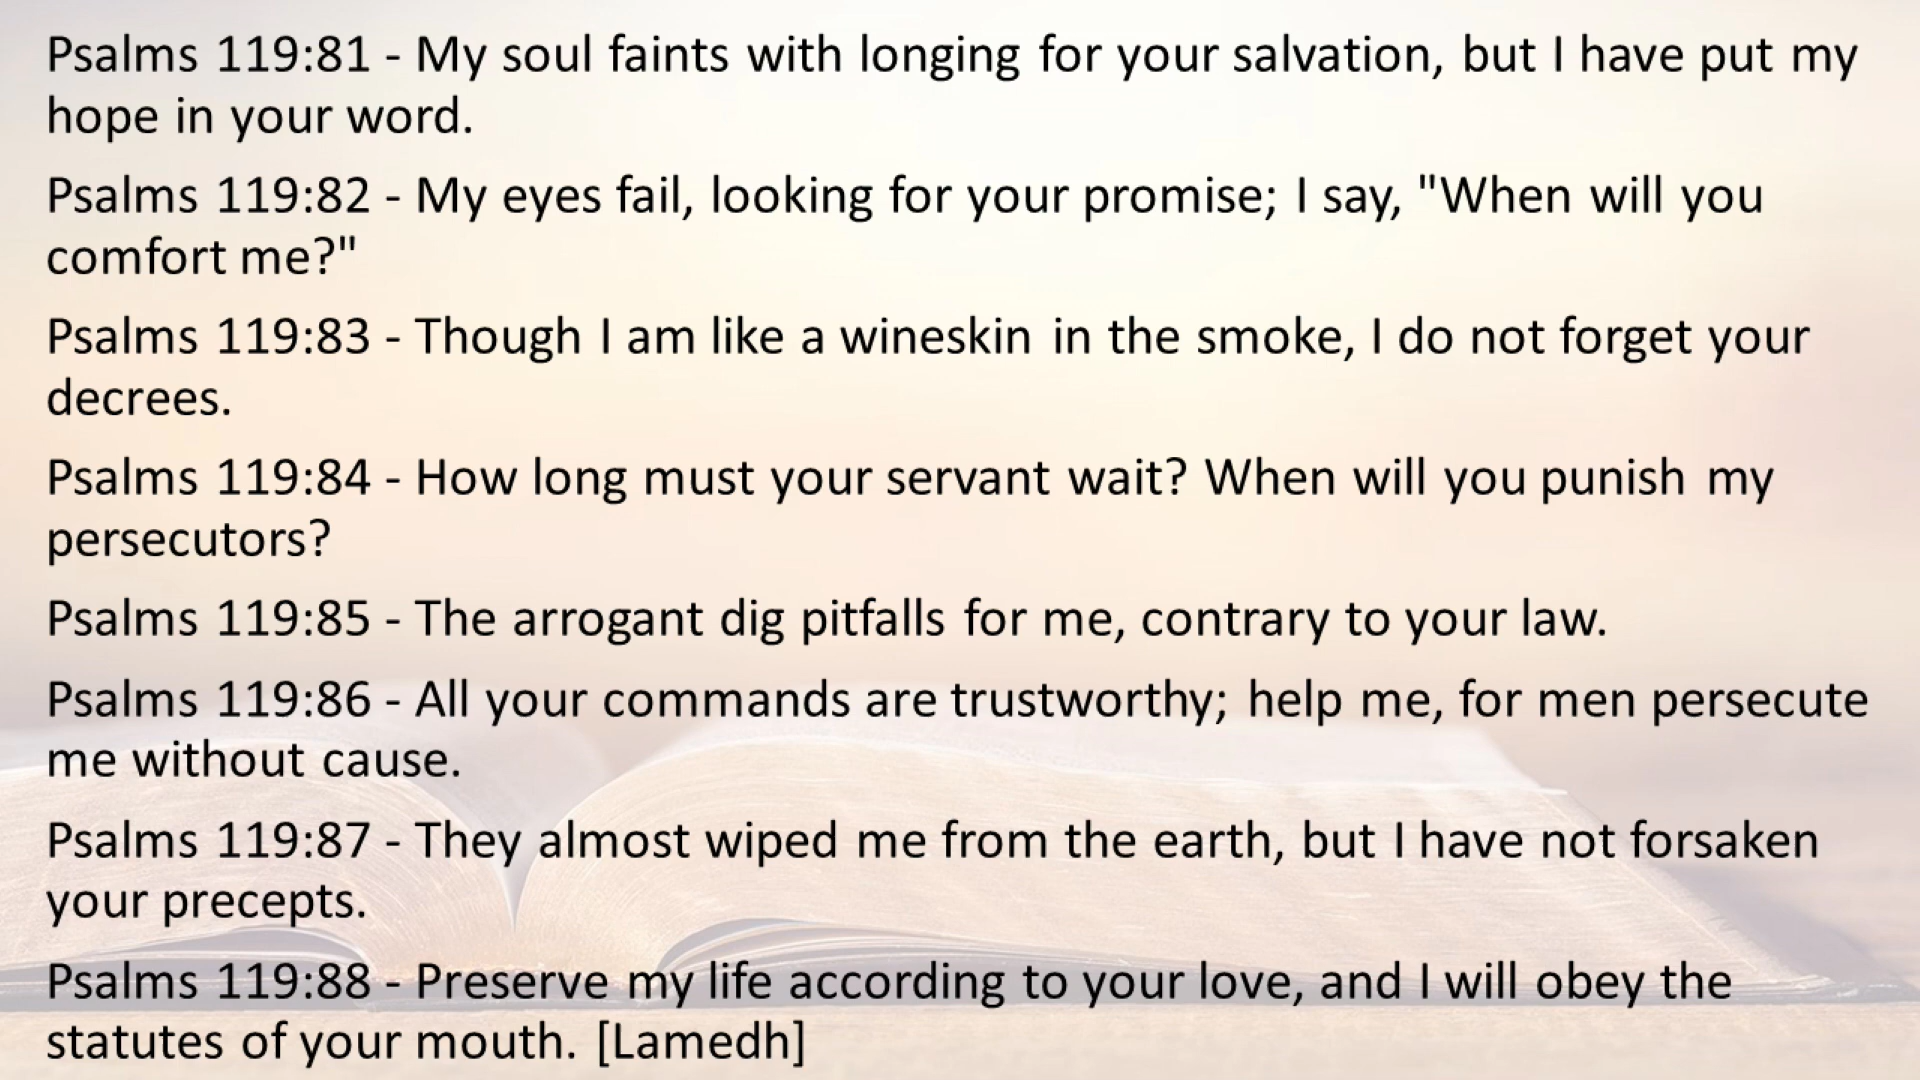 Psalms 119:81 - My soul faints with longing for your salvation, but I have put my
hope in your word.
Psalms 119:82 - My eyes fail, looking for your promise; I say, "When will you
comfort me?"
Psalms 119:83 - Though I am like a wineskin in the smoke, I do not forget your
decrees.
Psalms 119:84 - How long must your servant wait? When will you punish my
persecutors?
Psalms 119:85 - The arrogant dig pitfalls for me, contrary to your law.
Psalms 119:86 - All your commands are trustworthy; help me, for men persecute
me without cause.
Psalms 119:87 - They almost wiped me from the earth, but I have not forsaken
your precepts.
Psalms 119:88 - Preserve my life according to your love, and I will obey the
statutes of your mouth. [Lamedh]